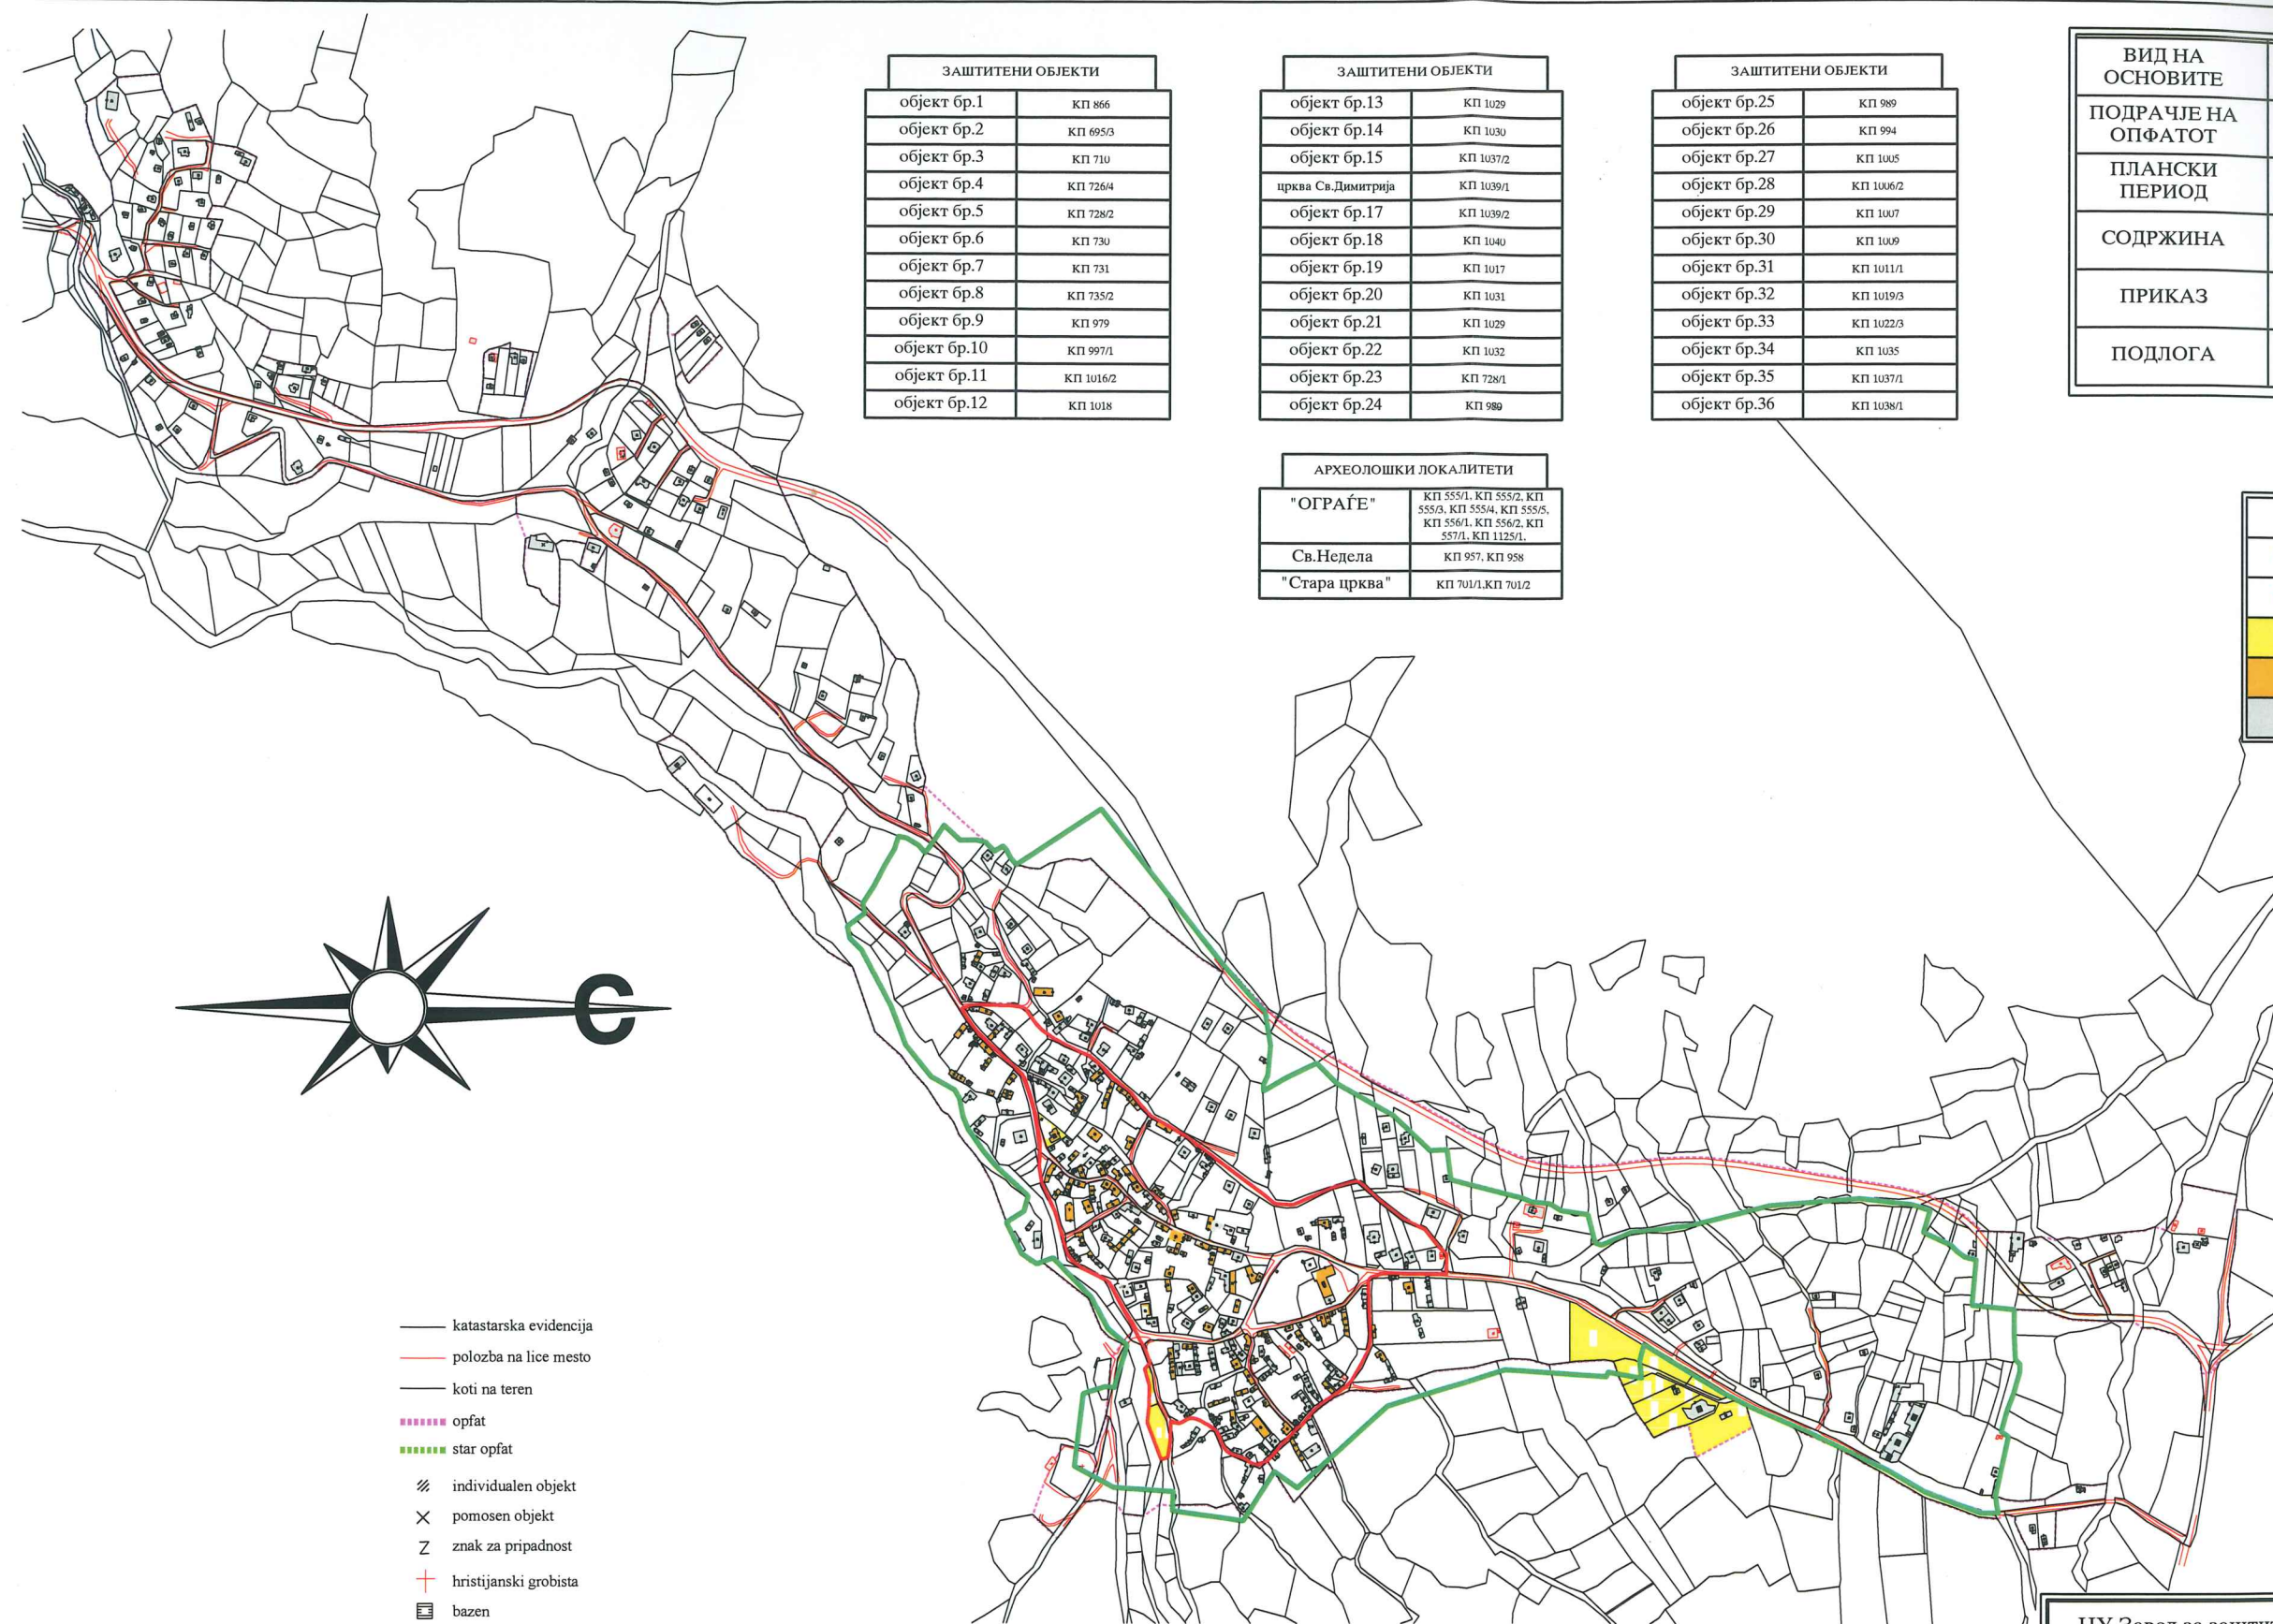 ЗАШТИТЕНИ ОБЈЕКТИ
објект бр.1 КП 866
објект бр.2 КП 695/3
објект бр.3 КП 710
објект бр.4 КП 726/4
објект бр.5 КП 728/2
објект бр.6 КП 730
објект бр.7 КП 731
објект бр.8 КП 735/2
објект бр.9 КП 979
објект бр.10 КП 997/1
објект бр.11 КП 1016/2
објект бр.12 КП 1018
ЗАШТИТЕНИ ОБЈЕКТИ
објект бр.13 КП 1029
објект бр.14 КП 1030
објект бр.15 КП 1037/2
црква Св.Димитрија КП 1039/1
објект бр.17 КП 1039/2
објект бр.18 КП 1040
објект бр.19 КП 1017
објект бр.20 КП 1031
објект бр.21 КП 1029
објект бр.22 КП 1032
објект бр.23 КП 728/1
објект бр.24 КП 980
ЗАШТИТЕНИ ОБЈЕКТИ
објект бр.25 КП 989
објект бр.26 КП 994
објект бр.27 КП 1005
објект бр.28 КП 1006/2
објект бр.29 КП 1007
објект бр.30 КП 1009
објект бр.31 КП 1011/1
објект бр.32 КП 1019/3
објект бр.33 КП 1022/3
објект бр.34 КП 1035
објект бр.35 КП 1037/1
објект бр.36 КП 1038/1
ВИД НА
ОСНОВИТЕ
ПОДРАЧЈЕ НА
ОПФАТОТ
ПЛАНСКИ
ПЕРИОД
СОДРЖИНА
ПРИКАЗ
ПОДЛОГА
АРХЕОЛОШКИ ЛОКАЛИТЕТИ
"ОГРАЃЕ" КП 555/1, КП 555/2, КП
555/3, КП 555/4, КП 555/5,
КП 556/1, КП 556/2, КП
557/1, КП 1125/1,
Св.Недела КП 957, КП 958
"Стара црква" КП 701/1,КП 701/2
С
katastarska evidencija
polozba na lice mesto
koti na teren
opfat
star opfat
individualen objekt
pomosen objekt
Z znak za pripadnost
hristijanski grobista
bazen
НУ Завод за